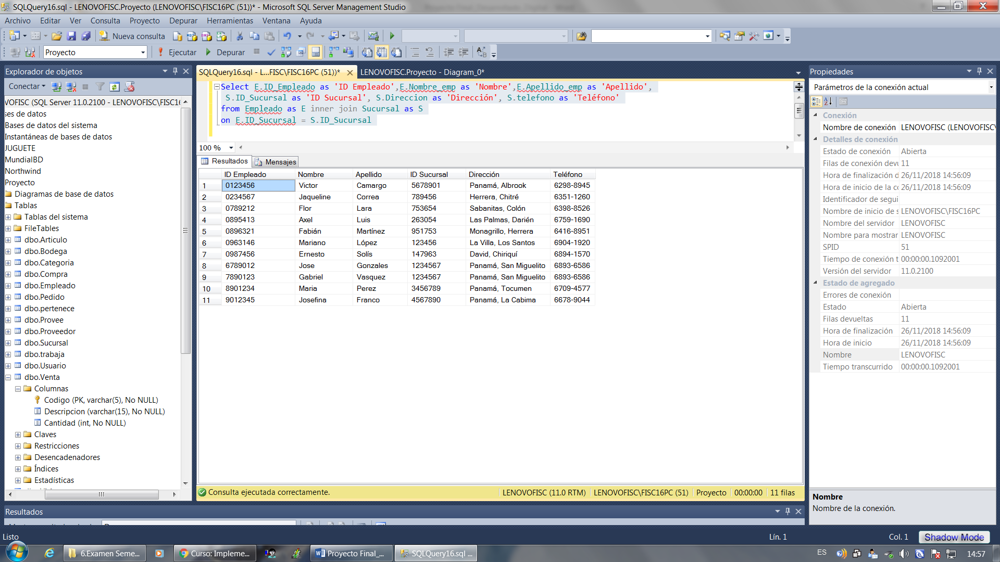 SQLQuery16.sql - LENOVOFISC.Proyecto (LENOVOFISC\FISC16PC (51))* - Microsoft SQL Server Management Studio
Archivo Editar Ver Consulta Proyecto Depurar Herramientas Ventana Ayuda
Nueva consulta
Proyecto Ejecutar Depurar
Explorador de objetos
Conectar
VOFISC (SQL Server 11.0.2100 - LENOVOFISC\FISC16
ses de datos
Bases de datos del sistema
Instantáneas de bases de datos
JUGUETE
MundialBD
Northwind
Proyecto
Diagramas de base de datos
Tablas
Tablas del sistema
FileTables
dbo.Articulo
dbo.Bodega
dbo.Categoria
dbo.Compra
dbo.Empleado
dbo.Pedido
dbo.pertenece
dbo.Provee
dbo.Proveedor
dbo.Sucursal
dbo.trabaja
dbo.Usuario
dbo.Venta
Columnas
Codigo (PK, varchar(5), No NULL)
Descripcion (varchar(15), No NULL)
Cantidad (int, No NULL)
Claves
Restricciones
Desencadenadores
Índices
Estadísticas
SQLQuery16.sql - L...FISC\FISC16PC (51))* LENOVOFISC.Proyecto - Diagram_0*
Select E.ID_Empleado as 'ID Empleado',E.Nombre_emp as 'Nombre',E.Apellido_emp as 'Apellido',
S.ID_Sucursal as 'ID Sucursal', S.Direccion as 'Dirección', S.telefono as 'Teléfono'
from Empleado as E inner join Sucursal as S
on E.ID_Sucursal = S.ID_Sucursal
100 %
Resultados Mensajes
ID Empleado Nombre Apellido ID Sucursal Dirección Teléfono
1 0123456 Victor Camargo 5678901 Panamá, Albrook 6298-8945
2 0234567 Jaqueline Correa 789456 Herrera, Chitré 6351-1260
3 0789212 Flor Lara 753654 Sabanitas, Colón 6398-8526
4 0895413 Axel Luis 263054 Las Palmas, Darién 6759-1690
5 0896321 Fabián Martínez 951753 Monagrillo, Herrera 6416-8951
6 0963146 Mariano López 123456 La Villa, Los Santos 6904-1920
7 0987456 Ernesto Solís 147963 David, Chiriquí 6894-1570
8 6789012 Jose Gonzales 1234567 Panamá, San Miguelito 6893-6586
9 7890123 Gabriel Vasquez 1234567 Panamá, San Miguelito 6893-6586
10 8901234 Maria Perez 3456789 Panamá, Tocumen 6709-4577
11 9012345 Josefina Franco 4567890 Panamá, La Cabima 6678-9044
Consulta ejecutada correctamente. LENOVOFISC (11.0 RTM) LENOVOFISC\FISC16PC (51) Proyecto 00:00:00 11 filas
Propiedades
Parámetros de la conexión actual
Conexión
Nombre de conexión LENOVOFISC (LENOVOFISC\
Detalles de conexión
Estado de conexión Abierta
Filas de conexión devu 11
Hora de finalización d 26/11/2018 14:56:09
Hora de inicio de la co 26/11/2018 14:56:09
Identificador de segui
Nombre de inicio de s LENOVOFISC\FISC16PC
Nombre del servidor LENOVOFISC
Nombre para mostrar LENOVOFISC
SPID 51
Tiempo de conexión t 00:00:00.1092001
Versión del servidor 11.0.2100
Estado de agregado
Errores de conexión
Estado Abierta
Filas devueltas 11
Hora de finalización 26/11/2018 14:56:09
Hora de inicio 26/11/2018 14:56:09
Nombre LENOVOFISC
Tiempo transcurrido 00:00:00.1092001
Nombre
Nombre de la conexión.
Resultados
Listo Lín. 1 Col. 1 Shadow Mode
6.Examen Seme... Curso: Impleme... Proyecto Final_... SQLQuery16.sql ... ES 14:57